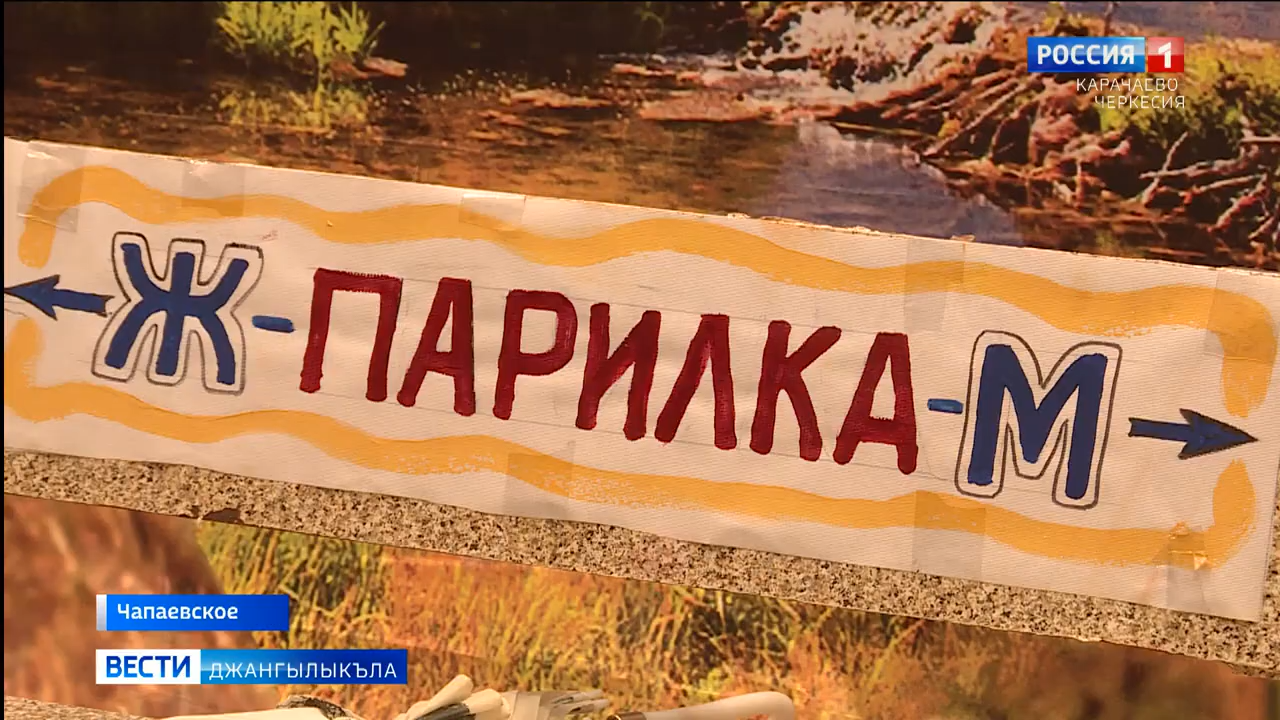 РОССИЯ 1
КАРАЧАЕВО
ЧЕРКЕСИЯ
Ж-ПАРИЛКА-М
Чапаевское
ВЕСТИ ДЖАНГЫЛЫКЪЛА